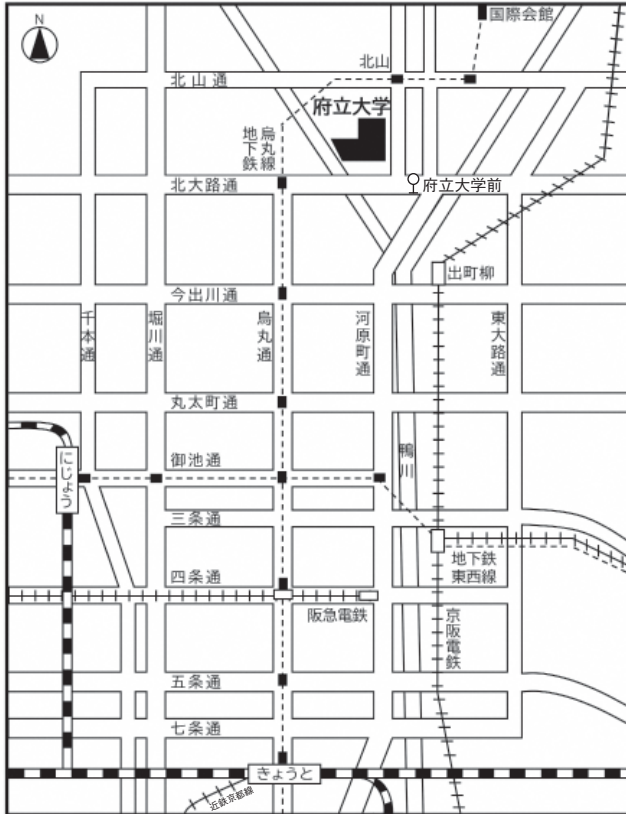 N
国際会館
北山
北山通
府立大学
地下鉄
烏丸線
北大路通
府立大学前
出町柳
今出川通
千本通
堀川通
烏丸通
河原町通
東大路通
丸太町通
鴨川
御池通
にじょう
三条通
地下鉄
東西線
四条通
阪急電鉄
京阪電鉄
五条通
七条通
きょうと
近鉄京都線